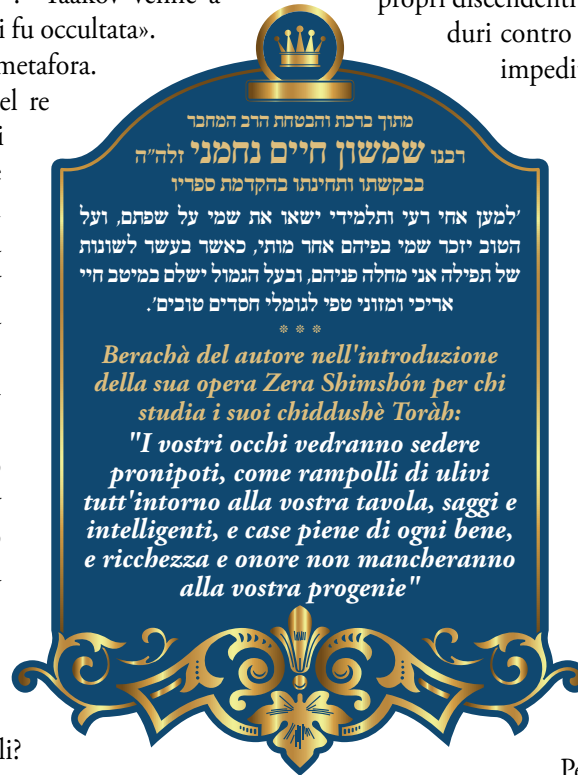 Yaakov venne a
i fu occultata».
metafora.
el re
i
propri discendenti
duri contro
מתוך ברכת והבטחת הרב המחבר
רבנו שמשון חיים נחמני זלה״ה
בבקשתו ותחינתו בהקדמת ספריו
'למען אחי רעי ותלמידי ישאו את שמי על שפתם, ועל
הטוב יזכר שמי בפיהם אחר מותי, כאשר בעשר לשונות
של תפילה אני מחלה פניהם, ובעל הגמול ישלם כמיטב חיי
אריכי ומזוני טפי לגומלי חסדים טובים'.
* * *
Berachà del autore nell'introduzione
della sua opera Zera Shimshón per chi
studia i suoi chiddushè Toràh:
"I vostri occhi vedranno sedere
pronipoti, come rampolli di ulivi
tutt'intorno alla vostra tavola, saggi e
intelligenti, e case piene di ogni bene,
e ricchezza e onore non mancheranno
alla vostra progenie"
li?